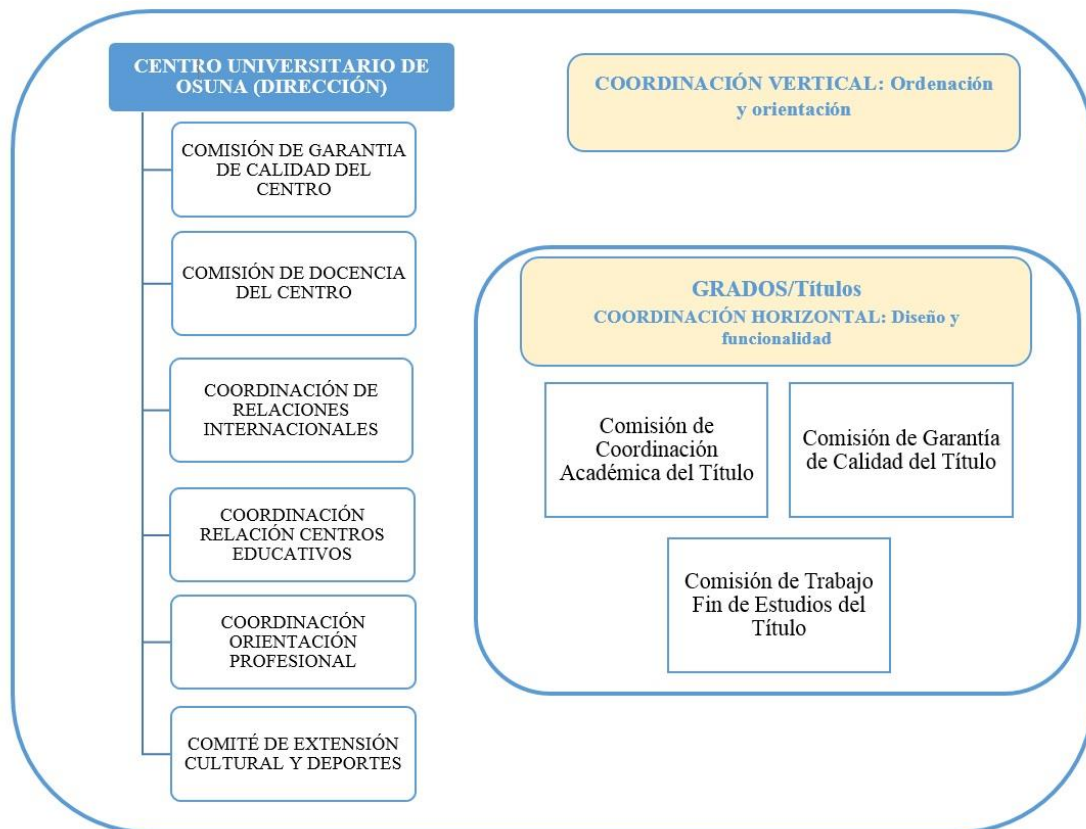 CENTRO UNIVERSITARIO DE
OSUNA (DIRECCIÓN)
COMISIÓN DE GARANTIA
DE CALIDAD DEL
CENTRO
COMISIÓN DE DOCENCIA
DEL CENTRO
COORDINACIÓN DE
RELACIONES
INTERNACIONALES
COORDINACIÓN
RELACIÓN CENTROS
EDUCATIVOS
COORDINACIÓN
ORIENTACIÓN
PROFESIONAL
COMITÉ DE EXTENSIÓN
CULTURAL Y DEPORTES
COORDINACIÓN VERTICAL: Ordenación
y orientación
GRADOS/Títulos
COORDINACIÓN HORIZONTAL: Diseño y
funcionalidad
Comisión de
Coordinación
Académica del Título
Comisión de Garantía
de Calidad del Título
Comisión de Trabajo
Fin de Estudios del
Título